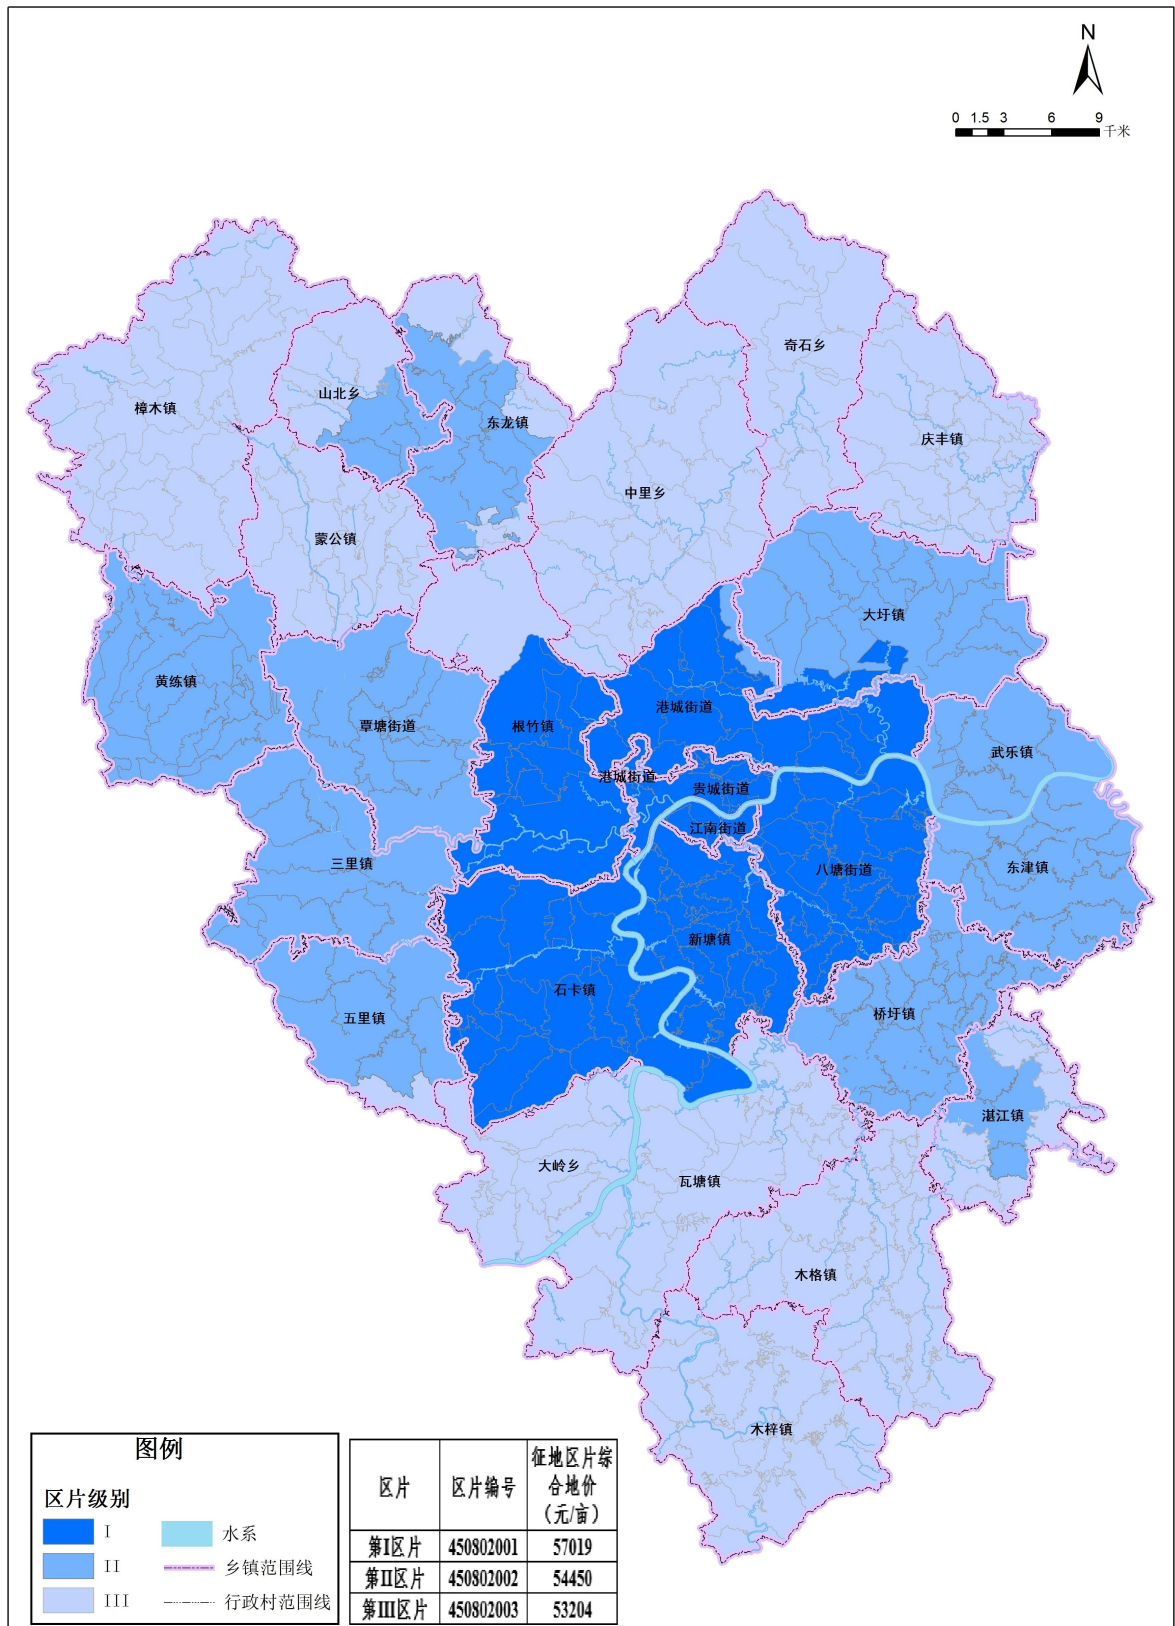 N
0 1.5 3 6 9
千米
奇石乡
山北乡
樟木镇
东龙镇
庆丰镇
中里乡
蒙公镇
大圩镇
黄练镇
港城街道
覃塘街道
根竹镇
武乐镇
港城街道
贵城街道
江南街道
三里镇
八塘街道
东津镇
新塘镇
石卡镇
五里镇
桥圩镇
湛江镇
大岭乡
瓦塘镇
木格镇
木梓镇
图例
区片级别
I
II
III
水系
乡镇范围线
行政村范围线
区片 区片编号 征地区片综
合地价
（元/亩）
第I区片 450802001 57019
第II区片 450802002 54450
第III区片 450802003 53204